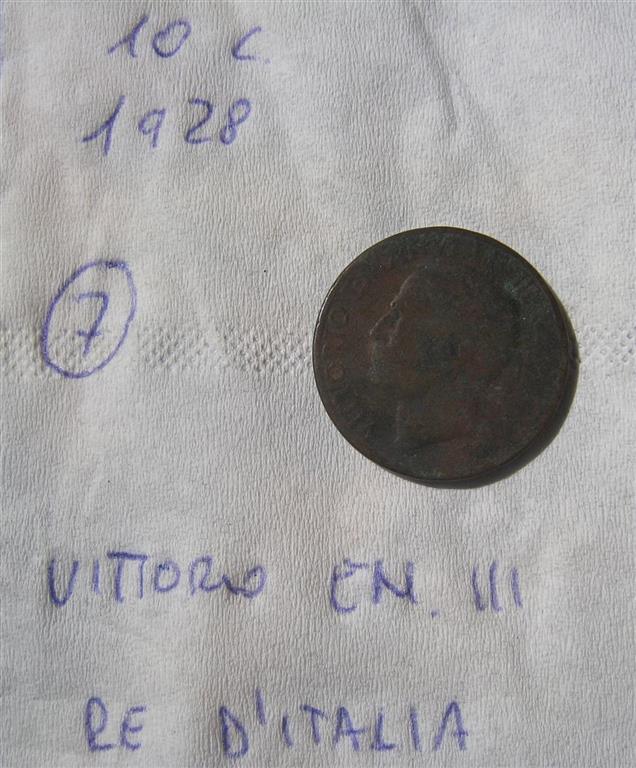 10 c.
1928
7
VITTORIO EM. III
RE D'ITALIA